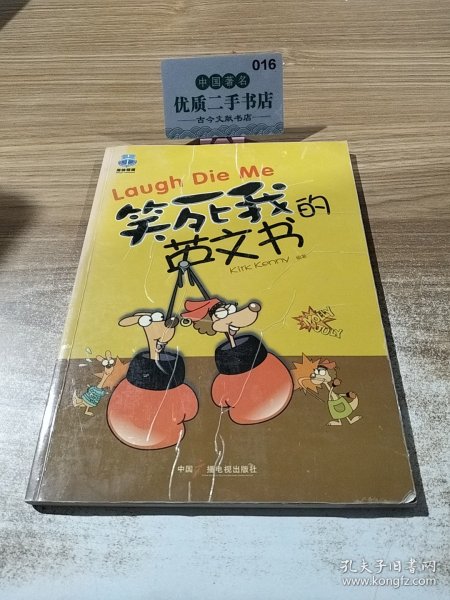 016
中国著名
优质二手书店
古今文献书店
Laugh Die Me
笑死我的
英文书
Kirk Kenny
中国广播电视出版社
孔夫子旧书网
www.kongfz.com